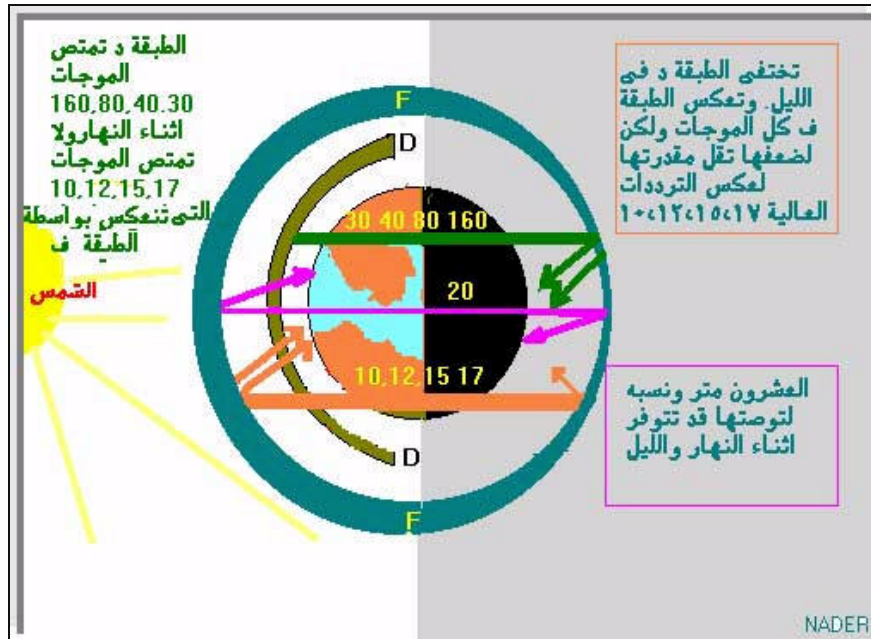 الطبقة د تمتص
الموجات
160,80,40.30
اثناء النهارولا
تمتص الموجات
10,12,15,17
التى تنعكس بواسطة
الطبقة ف
الشمس
تختفى الطبقة د فى
الليل. وتعكس الطبقة
ف كل الموجات ولكن
لضعفها تقل مقدرتها
لعكس الترددات
العالية ١٠،١٢،١٥،١٧
F
D
30 40 80 160
20
10,12,15 17
D
F
العشرون متر ونسبه
لتوصتها قد تتوفر
اثناء النهار والليل
NADER